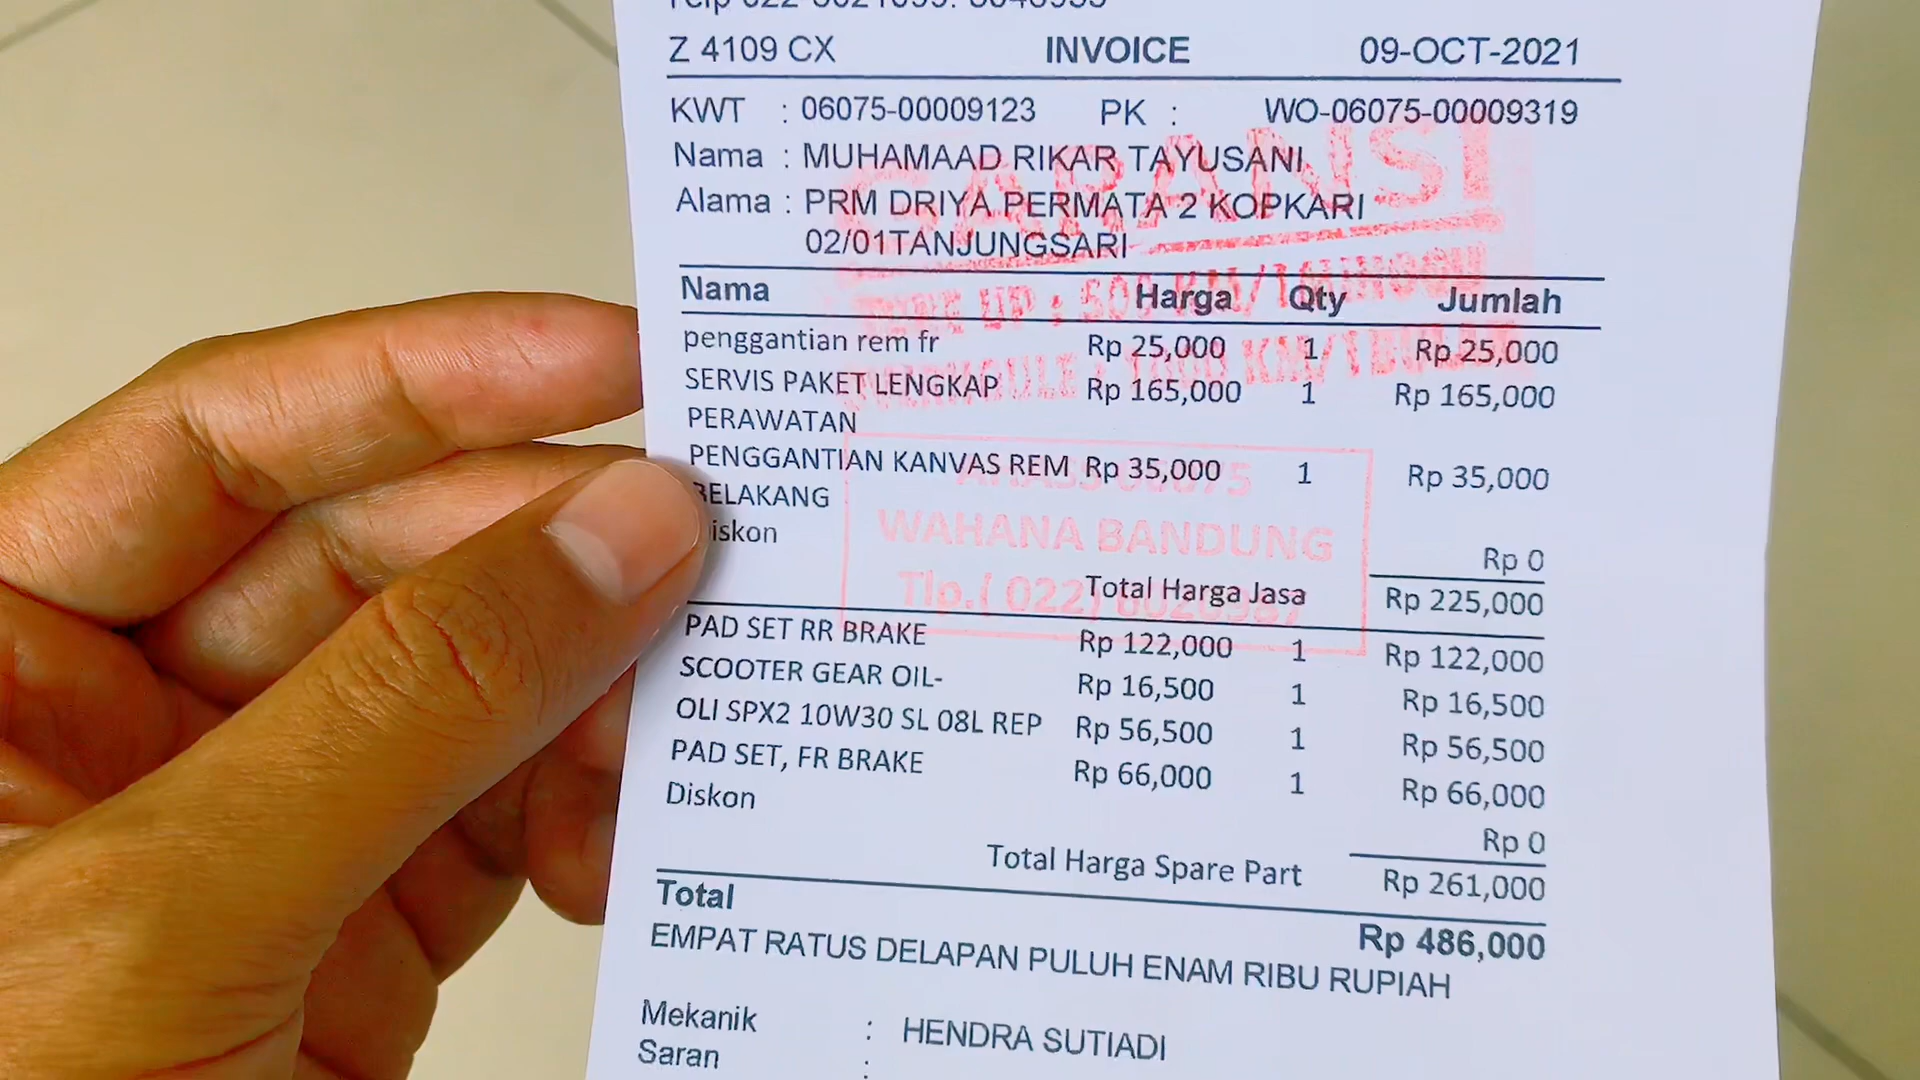 Z 4109 CX INVOICE 09-OCT-2021
KWT : 06075-00009123 PK : WO-06075-00009319
Nama : MUHAMAAD RIKAR TAYUSANI
Alama : PRM DRIYA PERMATA 2 KOPKARI
02/01TANJUNGSARI
GARANSI
Nama Harga Qty Jumlah
penggantian rem fr Rp 25,000 1 Rp 25,000
SERVIS PAKET LENGKAP Rp 165,000 1 Rp 165,000
PERAWATAN
PENGGANTIAN KANVAS REM Rp 35,000 1 Rp 35,000
BELAKANG
iskon Rp 0
WAHANA BANDUNG
Tlp.( 022)
Total Harga Jasa Rp 225,000
PAD SET RR BRAKE Rp 122,000 1 Rp 122,000
SCOOTER GEAR OIL- Rp 16,500 1 Rp 16,500
OLI SPX2 10W30 SL 08L REP Rp 56,500 1 Rp 56,500
PAD SET, FR BRAKE Rp 66,000 1 Rp 66,000
Diskon Rp 0
Total Harga Spare Part Rp 261,000
Total Rp 486,000
EMPAT RATUS DELAPAN PULUH ENAM RIBU RUPIAH
Mekanik : HENDRA SUTIADI
Saran :